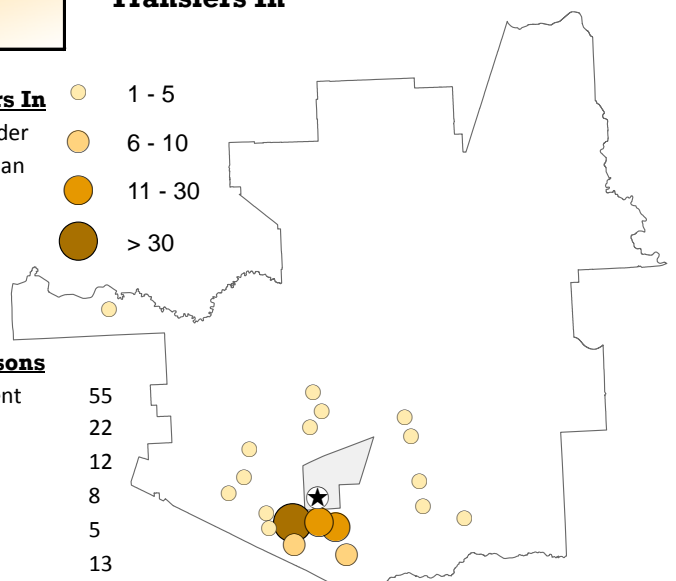 Transfers In
rs In
1 - 5
der
6 - 10
an
11 - 30
> 30
sons
nt
55
22
12
8
5
13